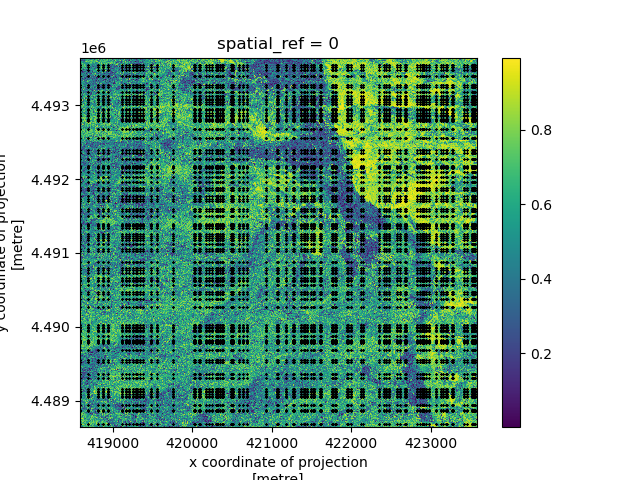 spatial_ref = 0
1e6
4.493
4.492
4.491
4.490
4.489
y coordinate of projection
[metre]
419000 420000 421000 422000 423000
x coordinate of projection
[metre]
0.8
0.6
0.4
0.2